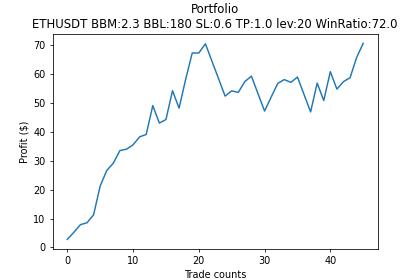 Portfolio
ETHUSDT BBM:2.3 BBL:180 SL:0.6 TP:1.0 lev:20 WinRatio:72.0
70
60
50
40
30
20
10
0
Profit ($)
0 10 20 30 40
Trade counts